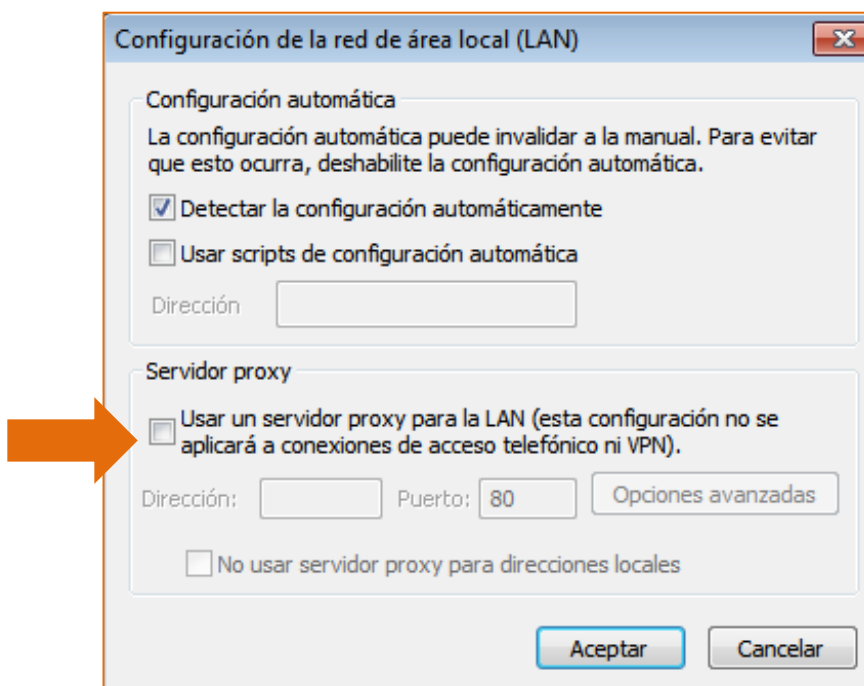 Configuración de la red de área local (LAN)
Configuración automática
La configuración automática puede invalidar a la manual. Para evitar
que esto ocurra, deshabilite la configuración automática.
Detectar la configuración automáticamente
Usar scripts de configuración automática
Dirección
Servidor proxy
Usar un servidor proxy para la LAN (esta configuración no se
aplicará a conexiones de acceso telefónico ni VPN).
Dirección: Puerto: 80 Opciones avanzadas
No usar servidor proxy para direcciones locales
Aceptar Cancelar